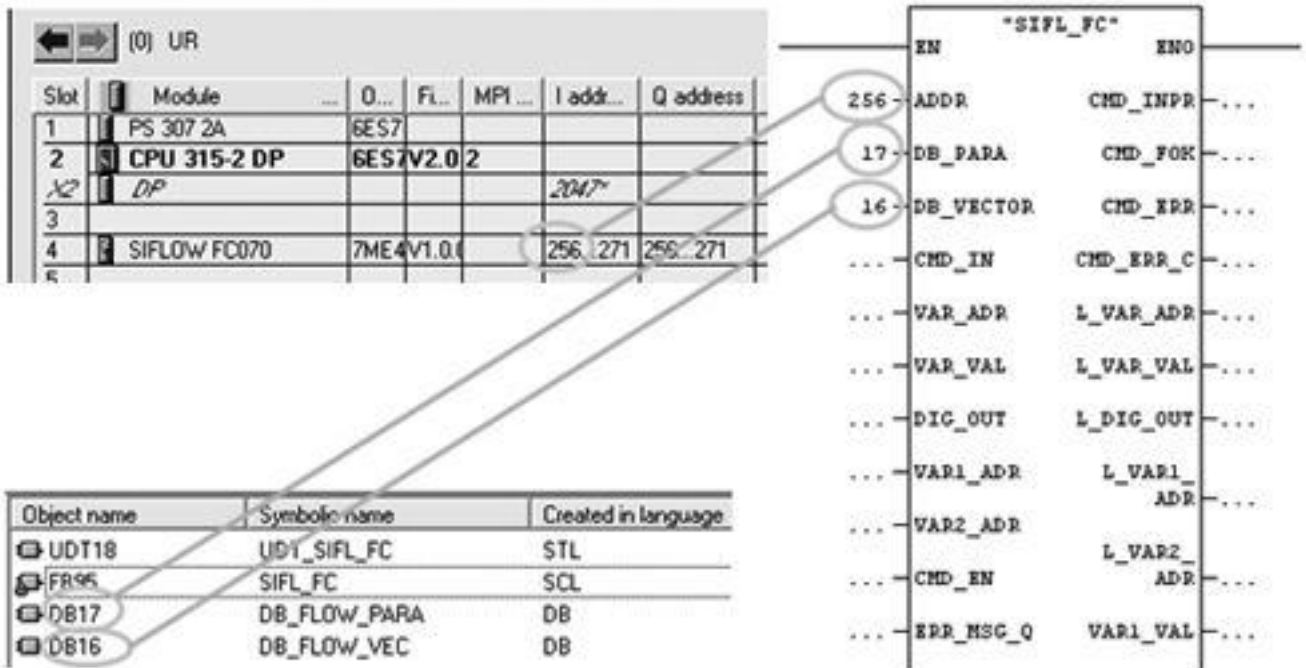 (0) UR
Slot Module ... O... Fi... MPI ... I addr... Q address
1 PS 307 2A 6ES7
2 CPU 315-2 DP 6ES7 V2.0 2
X2 DP 2047*
3
4 SIFLOW FC070 7ME4 V1.0.0 256...271 256...271
5
Object name Symbolic name Created in language
UDT18 UDT_SIFL_FC STL
FB95 SIFL_FC SCL
DB17 DB_FLOW_PARA DB
DB16 DB_FLOW_VEC DB
"SIFL_FC"
EN ENO
256 ADDR CMD_INPR ...
17 DB_PARA CMD_FOK ...
16 DB_VECTOR CMD_ERR ...
... CMD_IN CMD_ERR_C ...
... VAR_ADR L_VAR_ADR ...
... VAR_VAL L_VAR_VAL ...
... DIG_OUT L_DIG_OUT ...
... VAR1_ADR L_VAR1_
ADR ...
... VAR2_ADR
L_VAR2_
... CMD_EN ADR ...
... ERR_MSG_Q VAR1_VAL ...